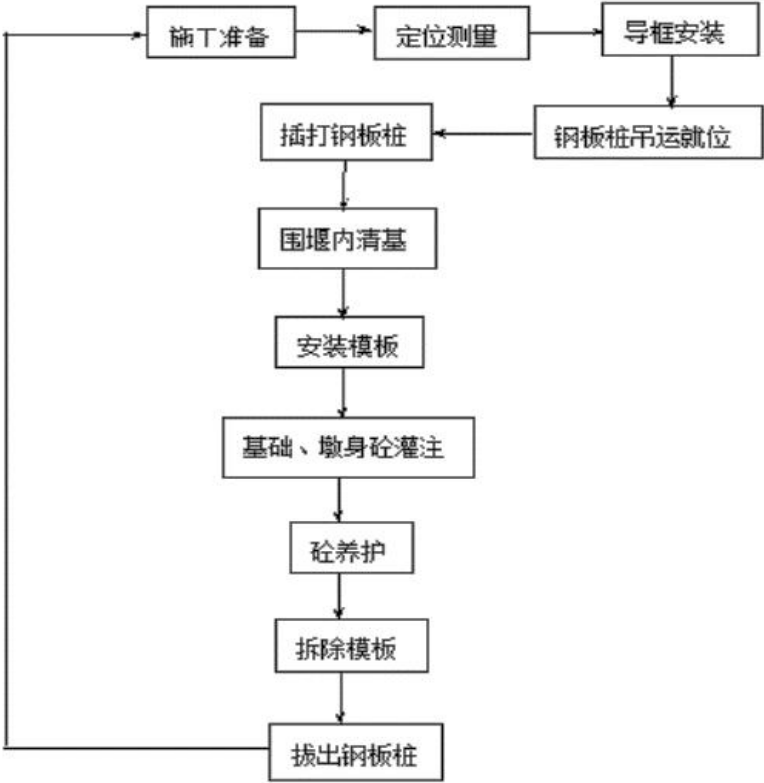 施工准备
定位测量
导框安装
钢板桩吊运就位
插打钢板桩
围堰内清基
安装模板
基础、墩身砼灌注
砼养护
拆除模板
拔出钢板桩